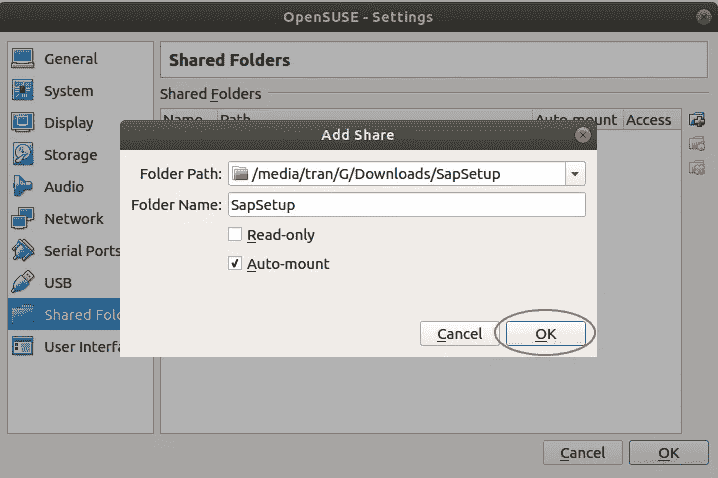 OpenSUSE - Settings
General
System
Display
Storage
Audio
Network
Serial Ports
USB
Shared Fol
User Interfa
Shared Folders
Shared Folders
Name Path Auto-mount Access
Add Share
Folder Path: /media/tran/G/Downloads/SapSetup
Folder Name: SapSetup
Read-only
Auto-mount
Cancel OK
Cancel OK